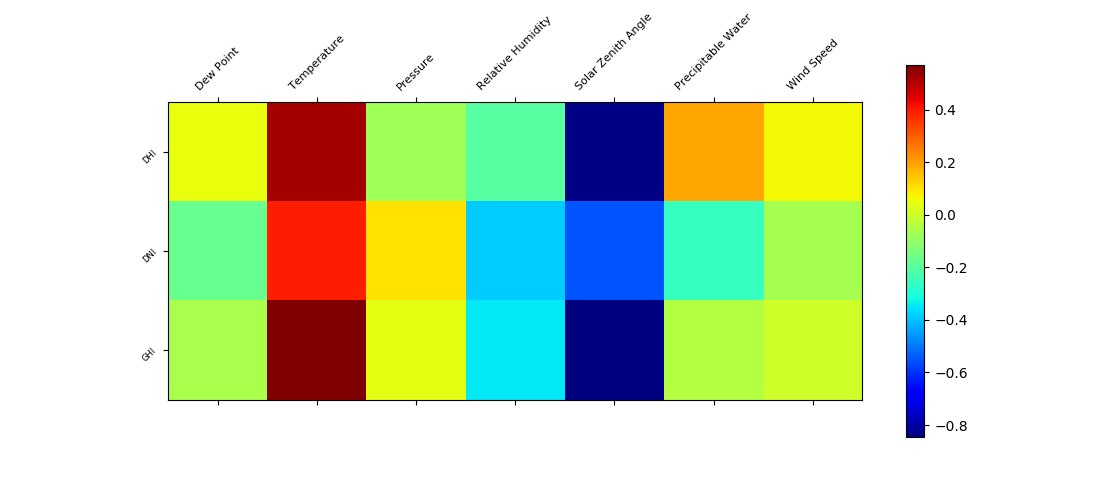 Dew Point
Temperature
Pressure
Relative Humidity
Solar Zenith Angle
Precipitable Water
Wind Speed
DHI
DNI
GHI
0.4
0.2
0.0
−0.2
−0.4
−0.6
−0.8